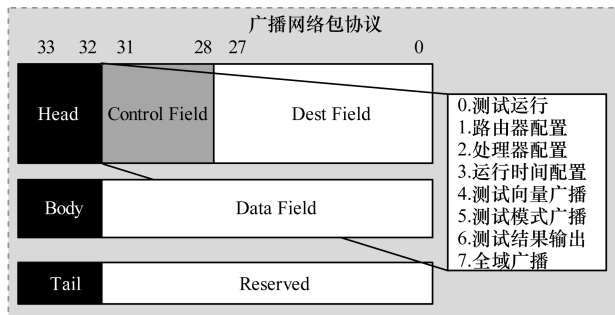 广播网络包协议
33 32 31 28 27 0
Head Control Field Dest Field
Body Data Field
Tail Reserved
0.测试运行
1.路由器配置
2.处理器配置
3.运行时间配置
4.测试向量广播
5.测试模式广播
6.测试结果输出
7.全域广播